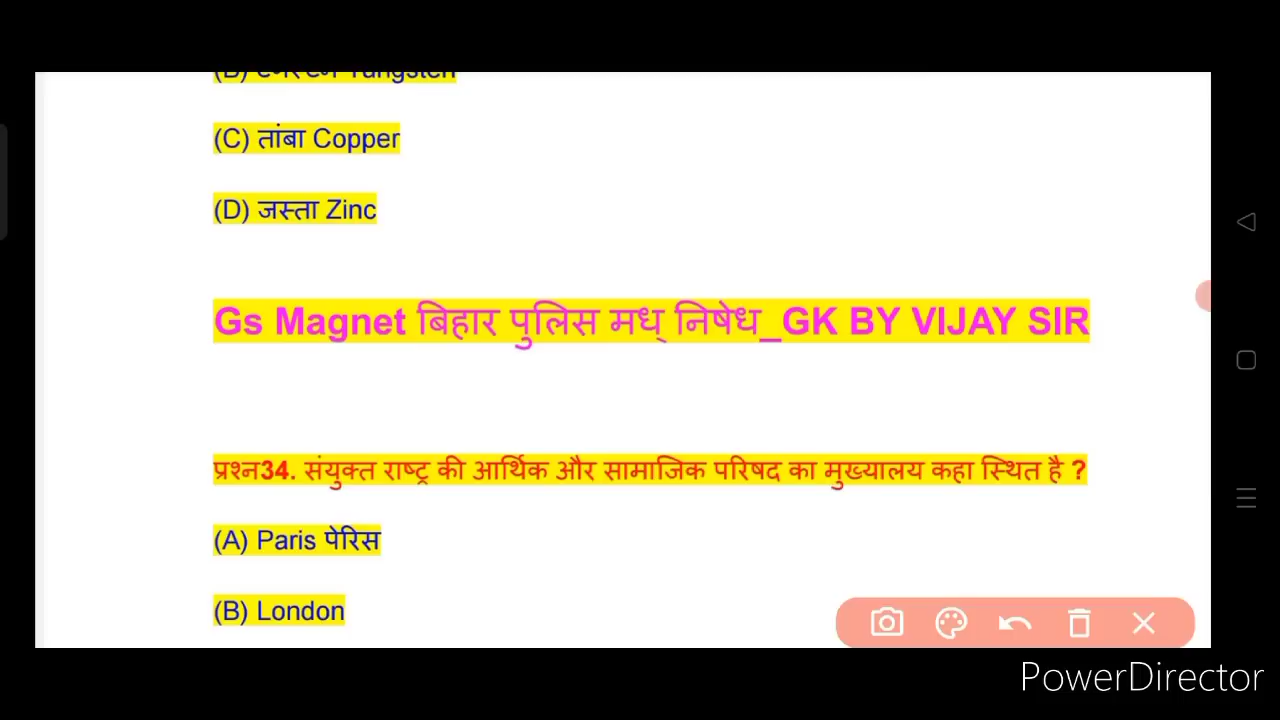 (C) तांबा Copper
(D) जस्ता Zinc
Gs Magnet बिहार पुलिस मध् निषेध_GK BY VIJAY SIR
प्रश्न34. संयुक्त राष्ट्र की आर्थिक और सामाजिक परिषद का मुख्यालय कहा स्थित है ?
(A) Paris पेरिस
(B) London
PowerDirector